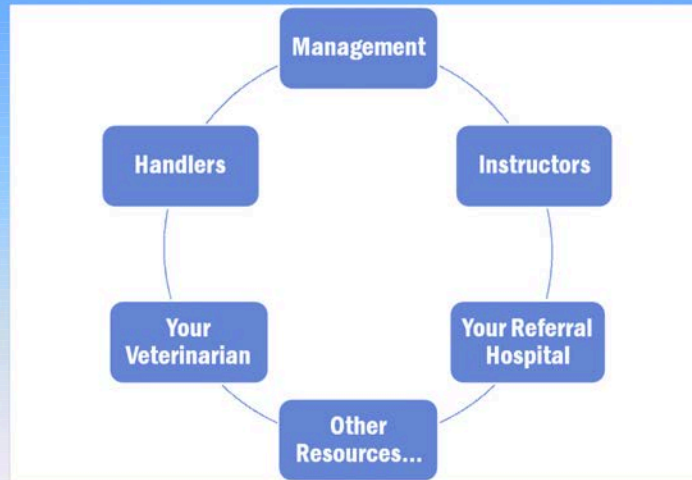 Management
Handlers
Instructors
Your
Veterinarian
Your Referral
Hospital
Other
Resources...